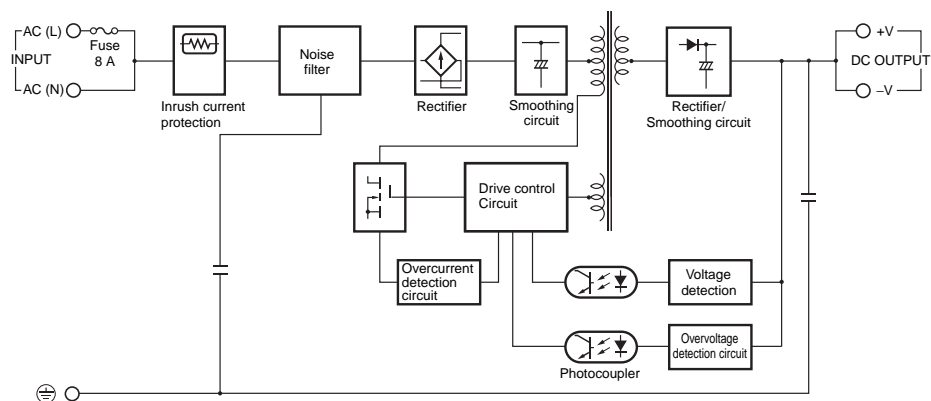 AC (L)
Fuse
8 A
INPUT
AC (N)
Inrush current
protection
Noise
filter
Rectifier
Smoothing
circuit
Rectifier/
Smoothing circuit
+V
DC OUTPUT
–V
Drive control
Circuit
Overcurrent
detection
circuit
Voltage
detection
Overvoltage
detection circuit
Photocoupler